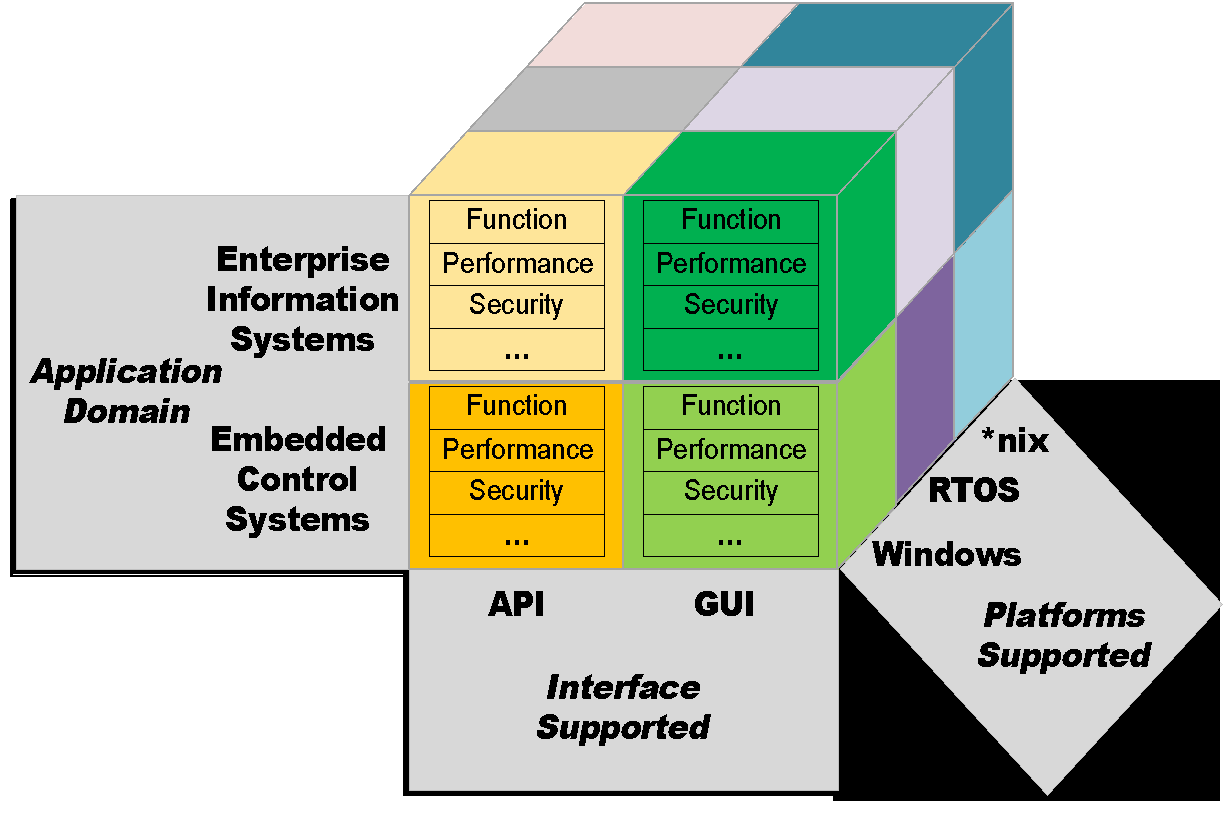 Function
Performance
Security
...
Function
Performance
Security
...
Enterprise
Information
Systems
Application
Domain
Embedded
Control
Systems
Function
Performance
Security
...
Function
Performance
Security
...
*nix
RTOS
Windows
Platforms
Supported
API
GUI
Interface
Supported